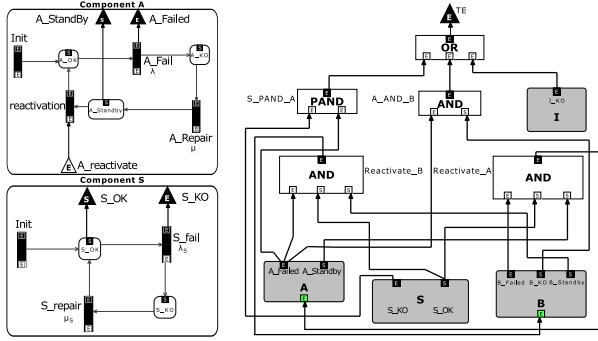 Component A
A_StandBy
A_Failed
S
E
Init
E
E
S
A_OK
E
E
A_Fail
λ
S
A_KO
reactivation
E
E
S
A_Standby
E
E
A_Repair
μ
E
A_reactivate
Component S
S
S_OK
E
S_KO
Init
E
E
S
S_OK
E
E
S_fail
λS
S_repair
μS
E
E
S
S_KO
TE
E
E
OR
E
E
E
S_PAND_A
E
PAND
E
E
A_AND_B
E
AND
E
S
E
I_KO
I
E
AND
E
S
S
Reactivate_B
Reactivate_A
E
AND
E
S
S
E
S
A_Failed
A_Standby
A
E
E
S
S
S_KO
S_OK
E
S
S
B_Failed
B_KO
B_Standby
B
E